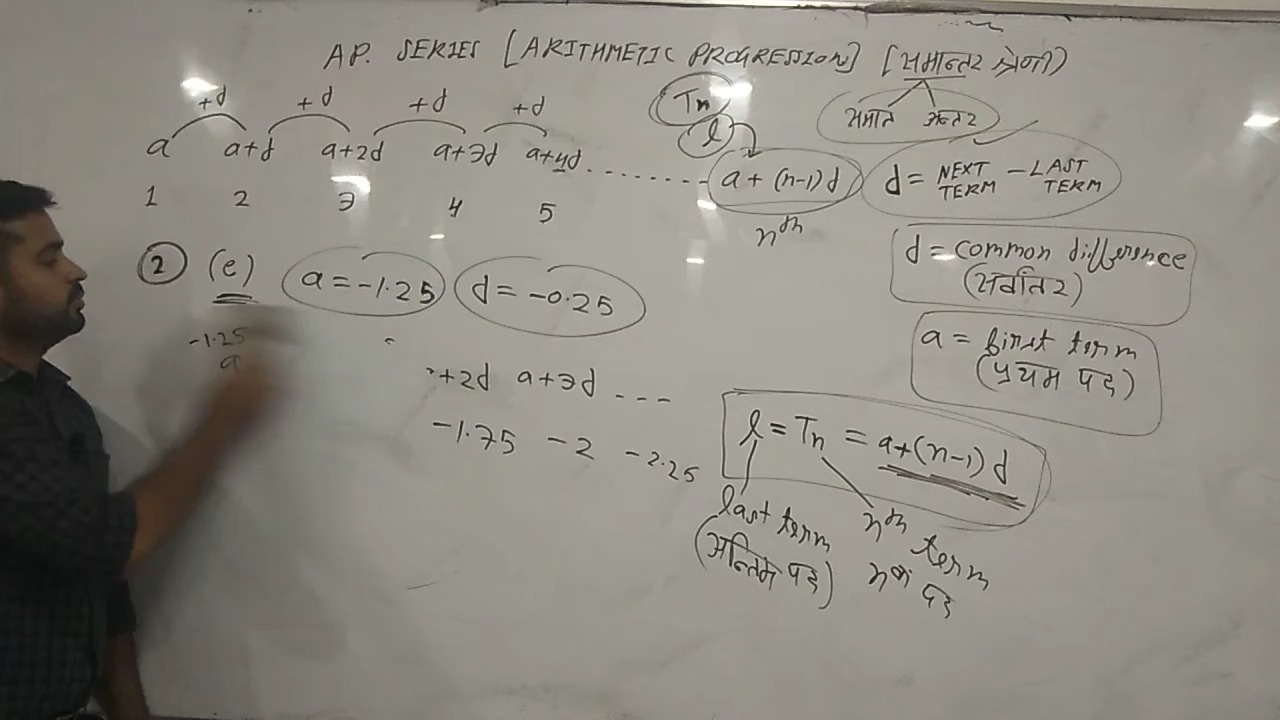 AP. SERIES [ARITHMETIC PROGRESSION] [समान्तर श्रेणी)
समान अन्तर
+d +d +d +d
Tn
l
a a+d a+2d a+3d a+4d ........ a + (n-1) d
1 2 3 4 5 nth
d = NEXT TERM - LAST TERM
d = common difference
(सर्वान्तर)
a = first term
(प्रथम पद)
2 (e) a = -1.25 d = -0.25
-1.25
a
+2d a+3d ---
-1.75 -2 -2.25
l = Tn = a+(n-1) d
last term
(अन्तिम पद)
nth term
nवां पद